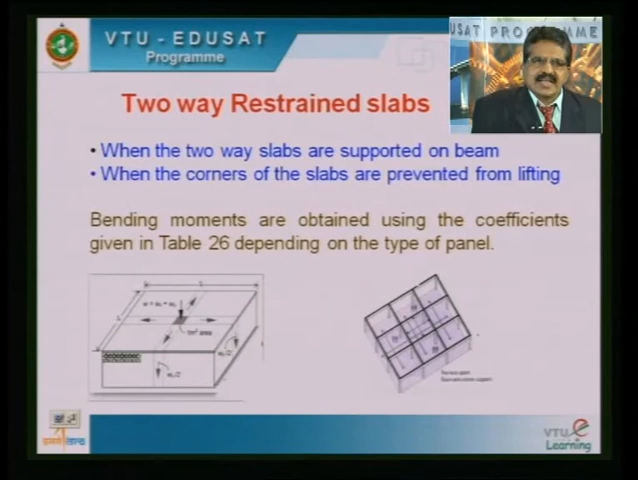 VTU - EDUSAT
Programme
USAT PROGRAMME
Two way Restrained slabs
• When the two way slabs are supported on beam
• When the corners of the slabs are prevented from lifting
Bending moments are obtained using the coefficients
given in Table 26 depending on the type of panel.
1m² area
VTU e
Learning